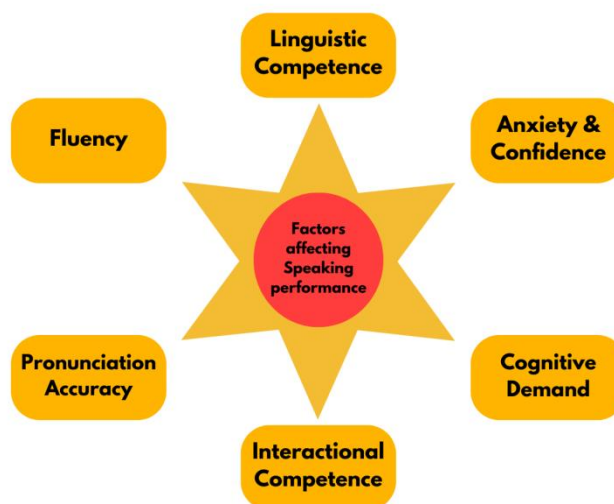 Linguistic
Competence
Fluency
Anxiety &
Confidence
Factors
affecting
Speaking
performance
Pronunciation
Accuracy
Cognitive
Demand
Interactional
Competence